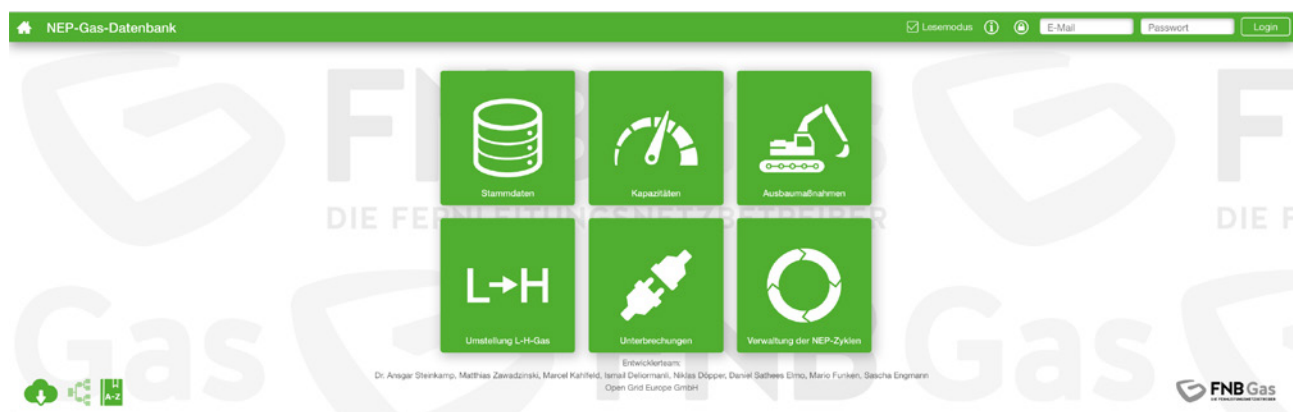 NEP-Gas-Datenbank
Lesemodus
E-Mail
Passwort
Login
Stammdaten
Kapazitäten
Ausbaumaßnahmen
L→H
Umstellung L-H-Gas
Unterbrechungen
Verwaltung der NEP-Zyklen
Entwicklerteam:
Dr. Ansgar Steinkamp, Matthias Zawadzinski, Marcel Kahlfeld, Ismail Deliormanli, Niklas Döpper, Daniel Sathees Elmo, Mario Funken, Sascha Engmann
Open Grid Europe GmbH
A-Z
FNB Gas
DIE FERNLEITUNGSNETZBETREIBER